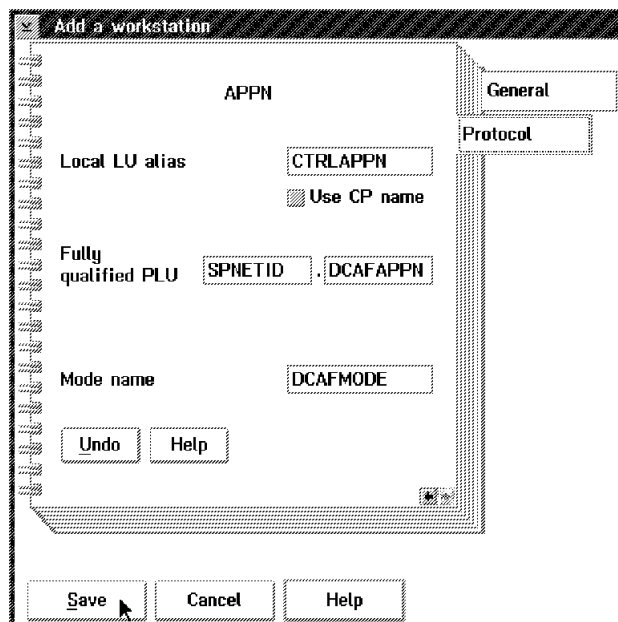 Add a workstation
APPN
General
Protocol
Local LU alias CTRLAPPN
Use CP name
Fully
qualified PLU SPNETID . DCAFAPPN
Mode name DCAFMODE
Undo Help
Save Cancel Help